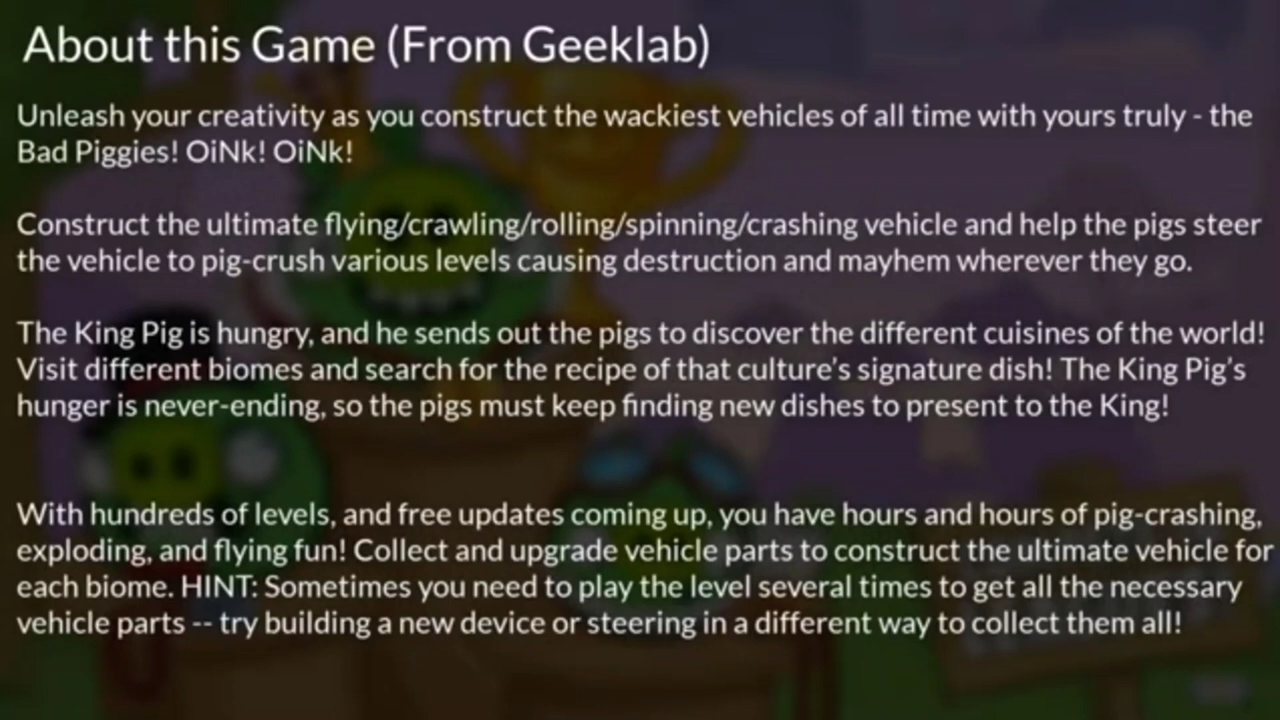 About this Game (From Geeklab)
Unleash your creativity as you construct the wackiest vehicles of all time with yours truly - the
Bad Piggies! OiNk! OiNk!
Construct the ultimate flying/crawling/rolling/spinning/crashing vehicle and help the pigs steer
the vehicle to pig-crush various levels causing destruction and mayhem wherever they go.
The King Pig is hungry, and he sends out the pigs to discover the different cuisines of the world!
Visit different biomes and search for the recipe of that culture's signature dish! The King Pig's
hunger is never-ending, so the pigs must keep finding new dishes to present to the King!
With hundreds of levels, and free updates coming up, you have hours and hours of pig-crashing,
exploding, and flying fun! Collect and upgrade vehicle parts to construct the ultimate vehicle for
each biome. HINT: Sometimes you need to play the level several times to get all the necessary
vehicle parts -- try building a new device or steering in a different way to collect them all!